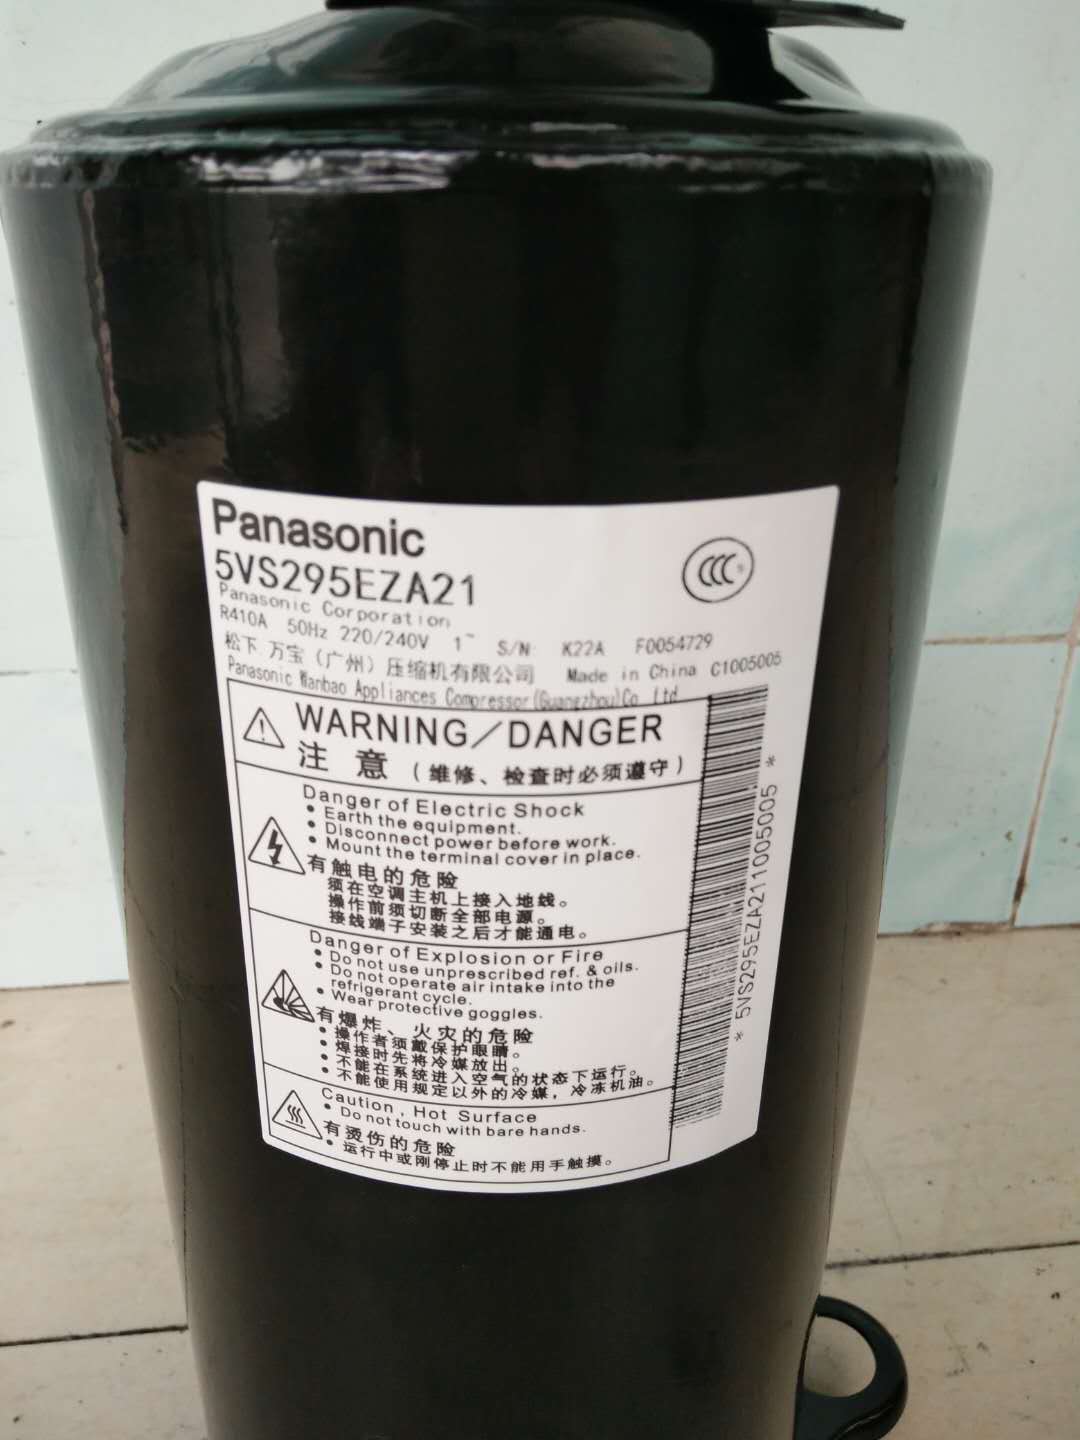 Panasonic
5VS295EZA21
Panasonic Corporation
R410A 50Hz 220/240V 1~ S/N: K22A F0054729
松下.万宝（广州）压缩机有限公司 Made in China C1005005
Panasonic Wanbao Appliances Compressor(Guangzhou)Co. Ltd
CCC S
WARNING/DANGER
注 意（维修、检查时必须遵守）
Danger of Electric Shock
• Earth the equipment.
• Disconnect power before work.
• Mount the terminal cover in place.
有触电的危险
须在空调主机上接入地线。
操作前须切断全部电源。
接线端子安装之后才能通电。
Danger of Explosion or Fire
• Do not use unprescribed ref. & oils.
• Do not operate air intake into the
refrigerant cycle.
• Wear protective goggles.
有爆炸、火灾的危险
• 操作者须戴保护眼睛。
• 焊接时先将冷媒放出。
• 不能在系统进入空气的状态下运行。
• 不能使用规定以外的冷媒，冷冻机油。
Caution, Hot Surface
• Do not touch with bare hands.
有烫伤的危险
• 运行中或刚停止时不能用手触摸。
* 5VS295EZA211005005 *